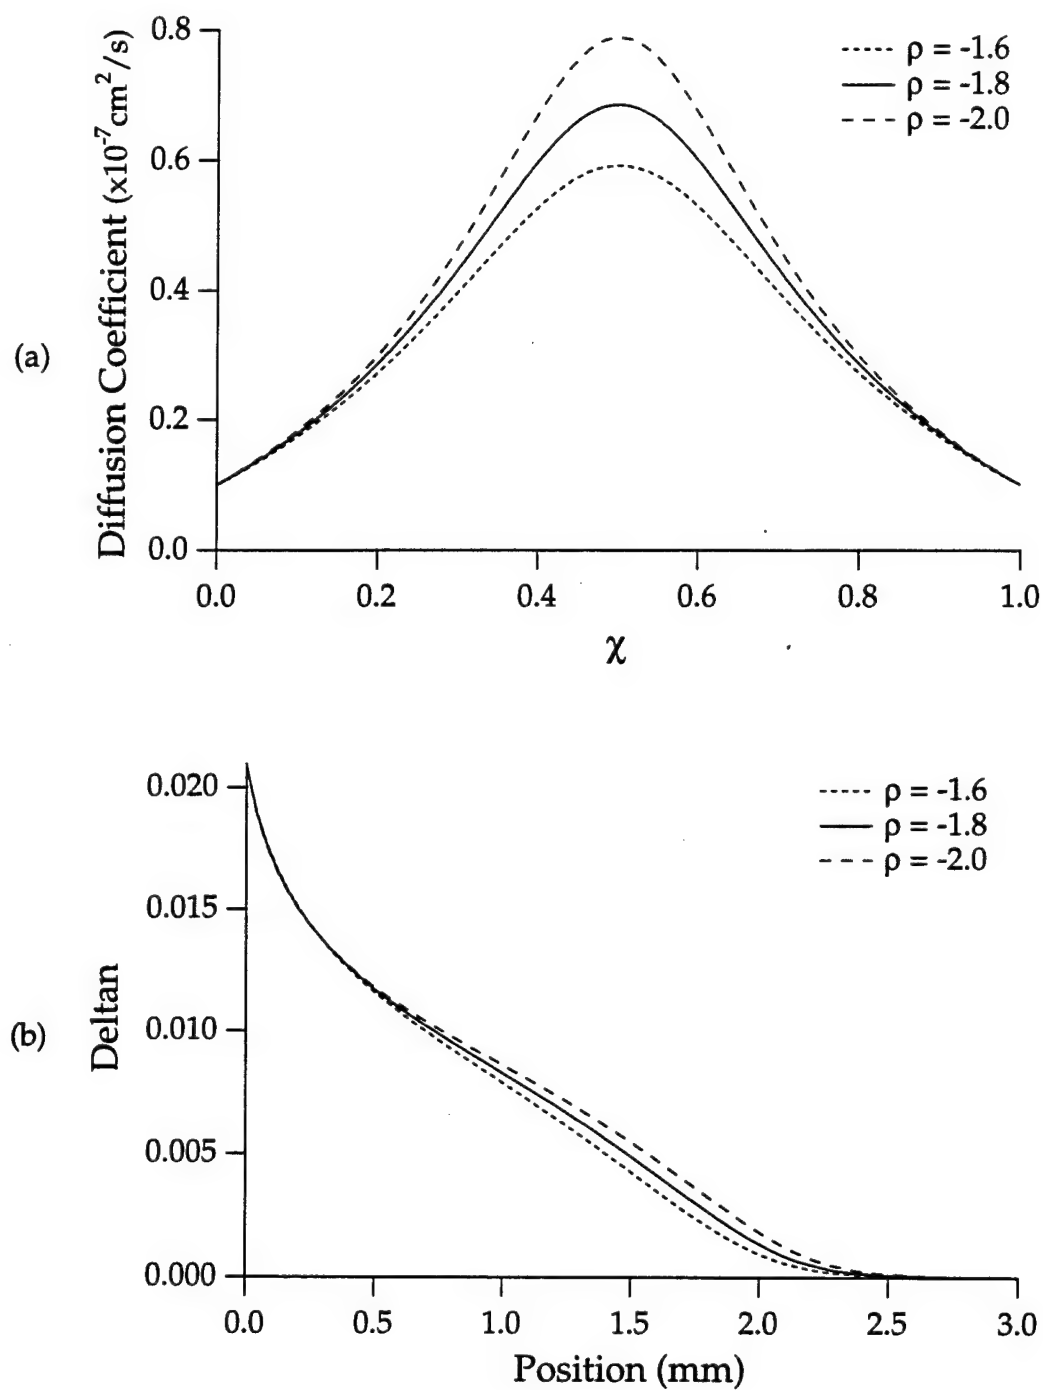 (a)
Diffusion Coefficient (x10⁻⁷cm²/s)
0.8
0.6
0.4
0.2
0.0
0.0 0.2 0.4 0.6 0.8 1.0
χ
ρ = -1.6
ρ = -1.8
ρ = -2.0
(b)
Deltan
0.020
0.015
0.010
0.005
0.000
0.0 0.5 1.0 1.5 2.0 2.5 3.0
Position (mm)
ρ = -1.6
ρ = -1.8
ρ = -2.0